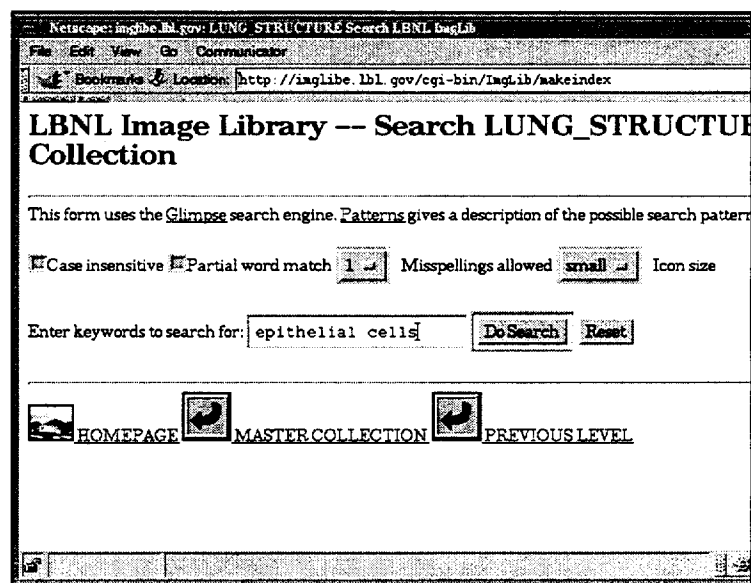 Netscape: imglibe.lbl.gov: LUNG_STRUCTURE Search LBNL ImgLib
File Edit View Go Communicator
Bookmarks Location: http://imglibe.lbl.gov/cgi-bin/ImgLib/makeindex
LBNL Image Library -- Search LUNG_STRUCTUR
Collection
This form uses the Glimpse search engine. Patterns gives a description of the possible search pattern
Case insensitive Partial word match 1 Misspellings allowed small Icon size
Enter keywords to search for: epithelial cells Do Search Reset
HOMEPAGE MASTER COLLECTION PREVIOUS LEVEL